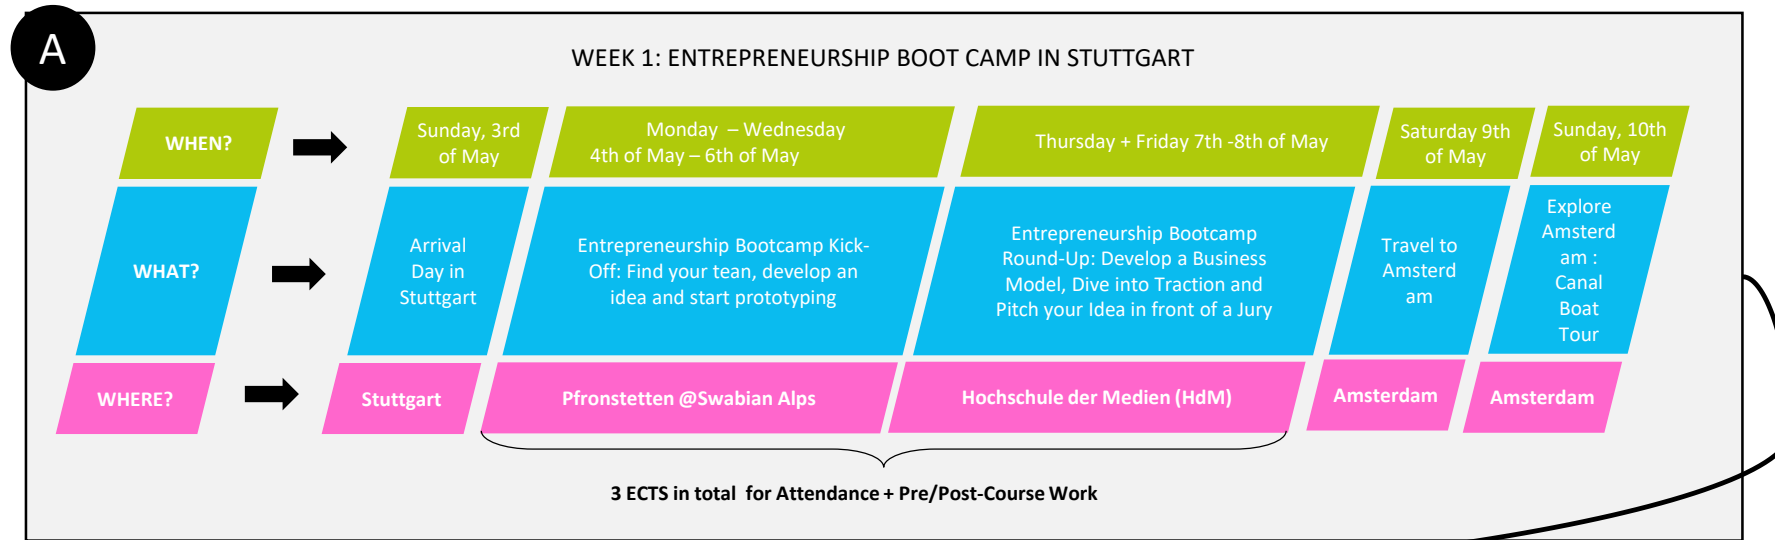 A
WEEK 1: ENTREPRENEURSHIP BOOT CAMP IN STUTTGART
WHEN?
Sunday, 3rd
of May
Monday – Wednesday
4th of May – 6th of May
Thursday + Friday 7th -8th of May
Saturday 9th
of May
Sunday, 10th
of May
WHAT?
Arrival
Day in
Stuttgart
Entrepreneurship Bootcamp Kick-
Off: Find your tean, develop an
idea and start prototyping
Entrepreneurship Bootcamp
Round-Up: Develop a Business
Model, Dive into Traction and
Pitch your Idea in front of a Jury
Travel to
Amsterd
am
Explore
Amsterd
am :
Canal
Boat
Tour
WHERE?
Stuttgart
Pfronstetten @Swabian Alps
Hochschule der Medien (HdM)
Amsterdam
Amsterdam
3 ECTS in total for Attendance + Pre/Post-Course Work